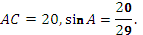 AC = 20, sin A = 20/29.